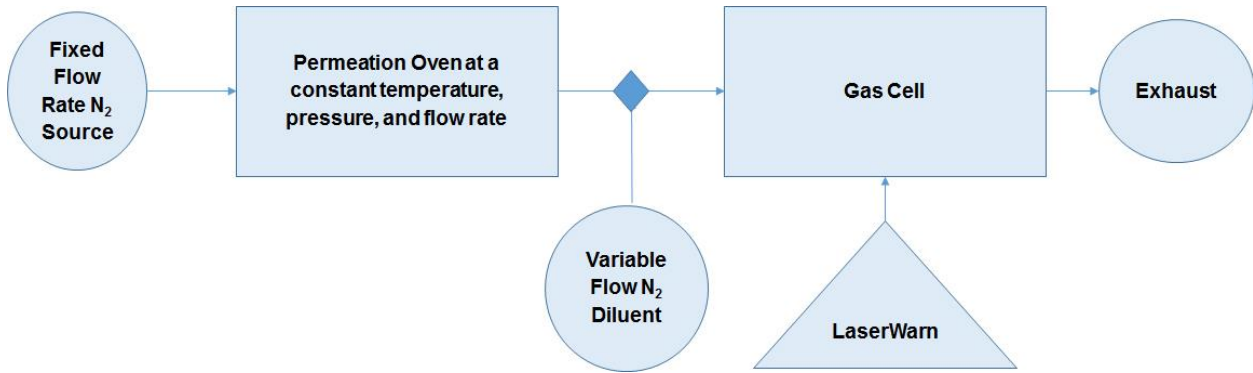 Fixed
Flow
Rate N₂
Source
Permeation Oven at a
constant temperature,
pressure, and flow rate
Gas Cell
Exhaust
Variable
Flow N₂
Diluent
LaserWarn